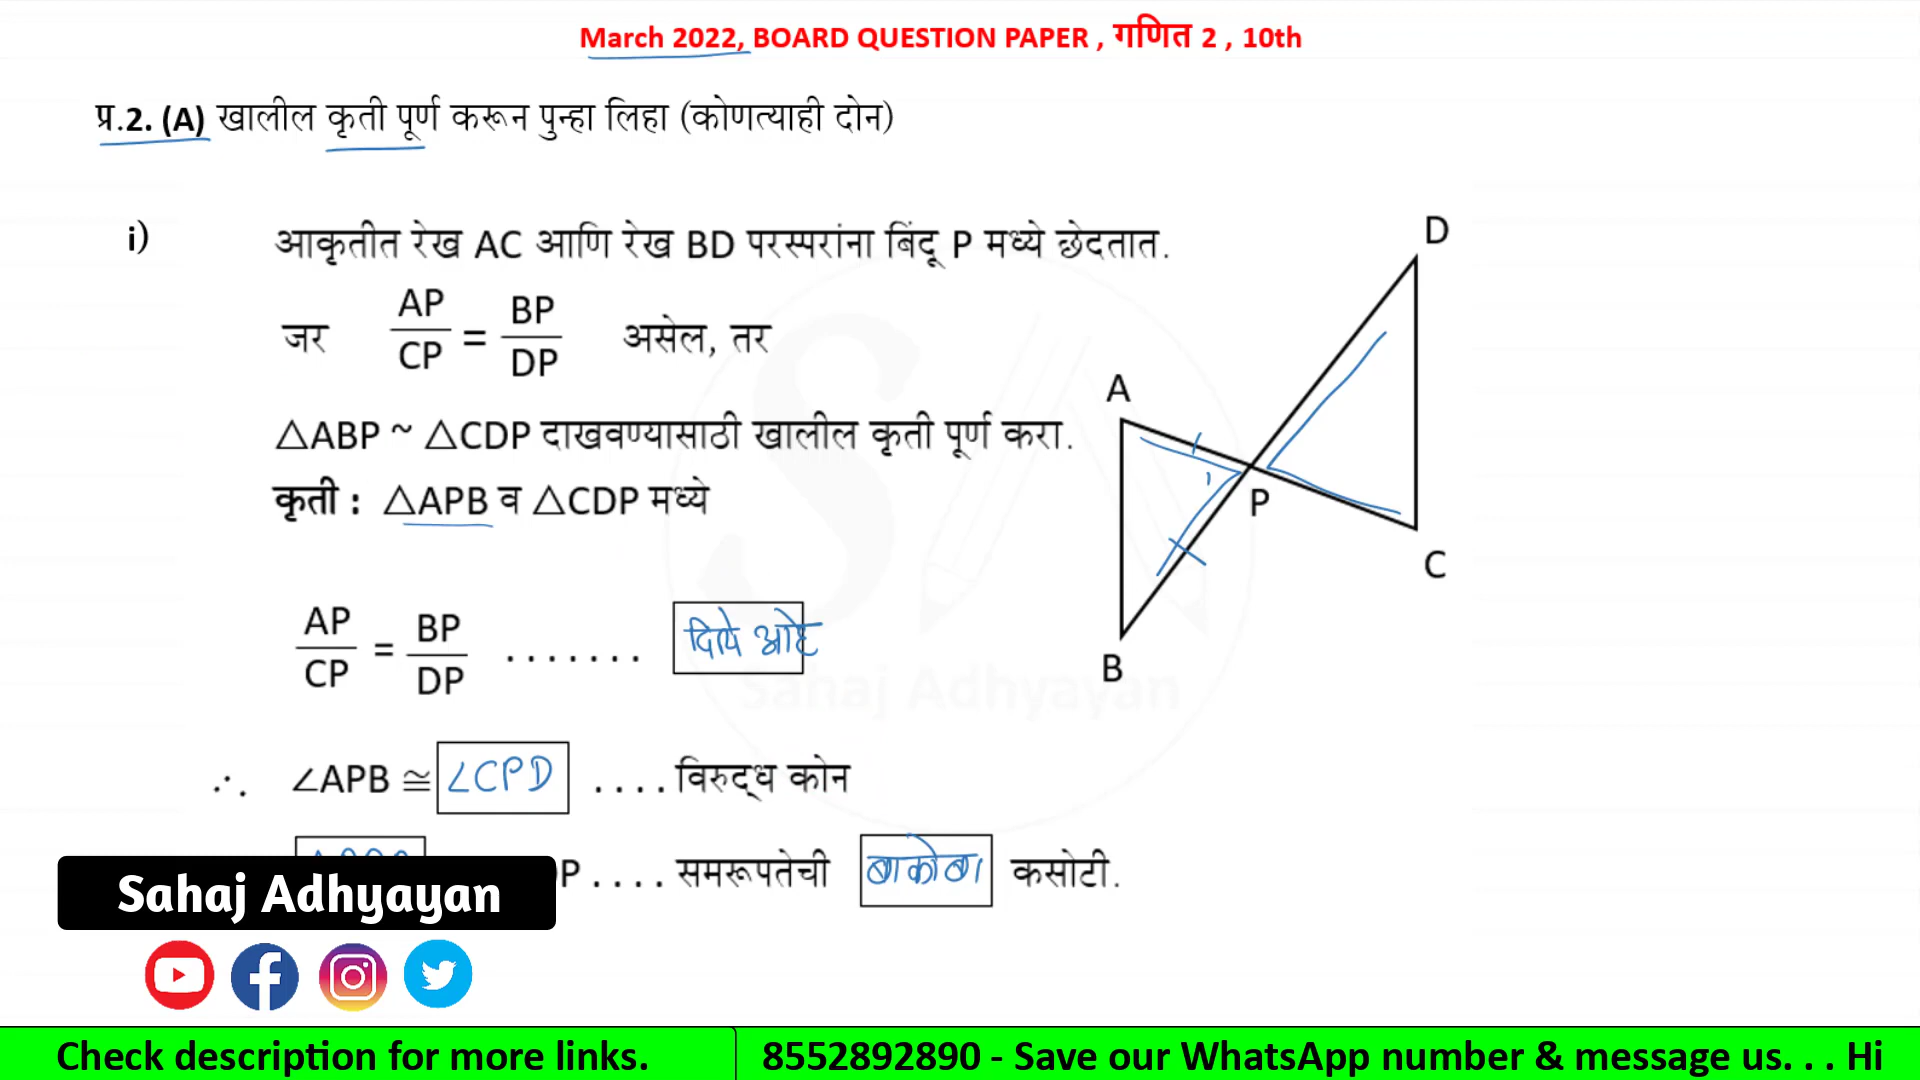 March 2022, BOARD QUESTION PAPER , गणित 2 , 10th
प्र.2. (A) खालील कृती पूर्ण करून पुन्हा लिहा (कोणत्याही दोन)
i) आकृतीत रेख AC आणि रेख BD परस्परांना बिंदू P मध्ये छेदतात.
जर AP/CP = BP/DP असेल, तर
△ABP ~ △CDP दाखवण्यासाठी खालील कृती पूर्ण करा.
कृती : △APB व △CDP मध्ये
AP/CP = BP/DP ....... दिले आहे
∴ ∠APB ≅ ∠CPD .... विरुद्ध कोन
P .... समरूपतेची बाकोबा कसोटी.
D
A
P
C
B
Sahaj Adhyayan
Sahaj Adhyayan
Check description for more links.
8552892890 - Save our WhatsApp number & message us. . . Hi